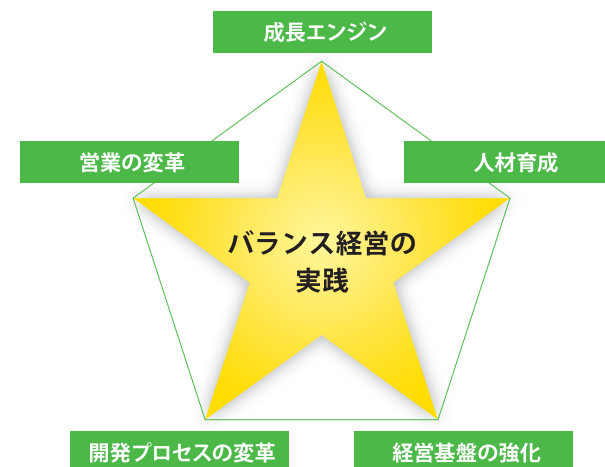 成長エンジン
営業の変革
人材育成
バランス経営の
実践
開発プロセスの変革
経営基盤の強化